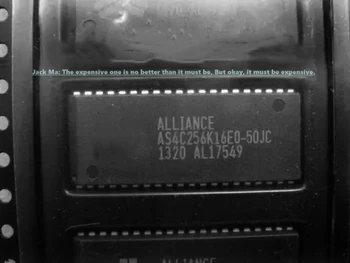 Jack Ma: The expensive one is no better than it must be. But okay, it must be expensive.
ALLIANCE
AS4C256K16E0-50JC
1320 AL17549
ALLIANCE